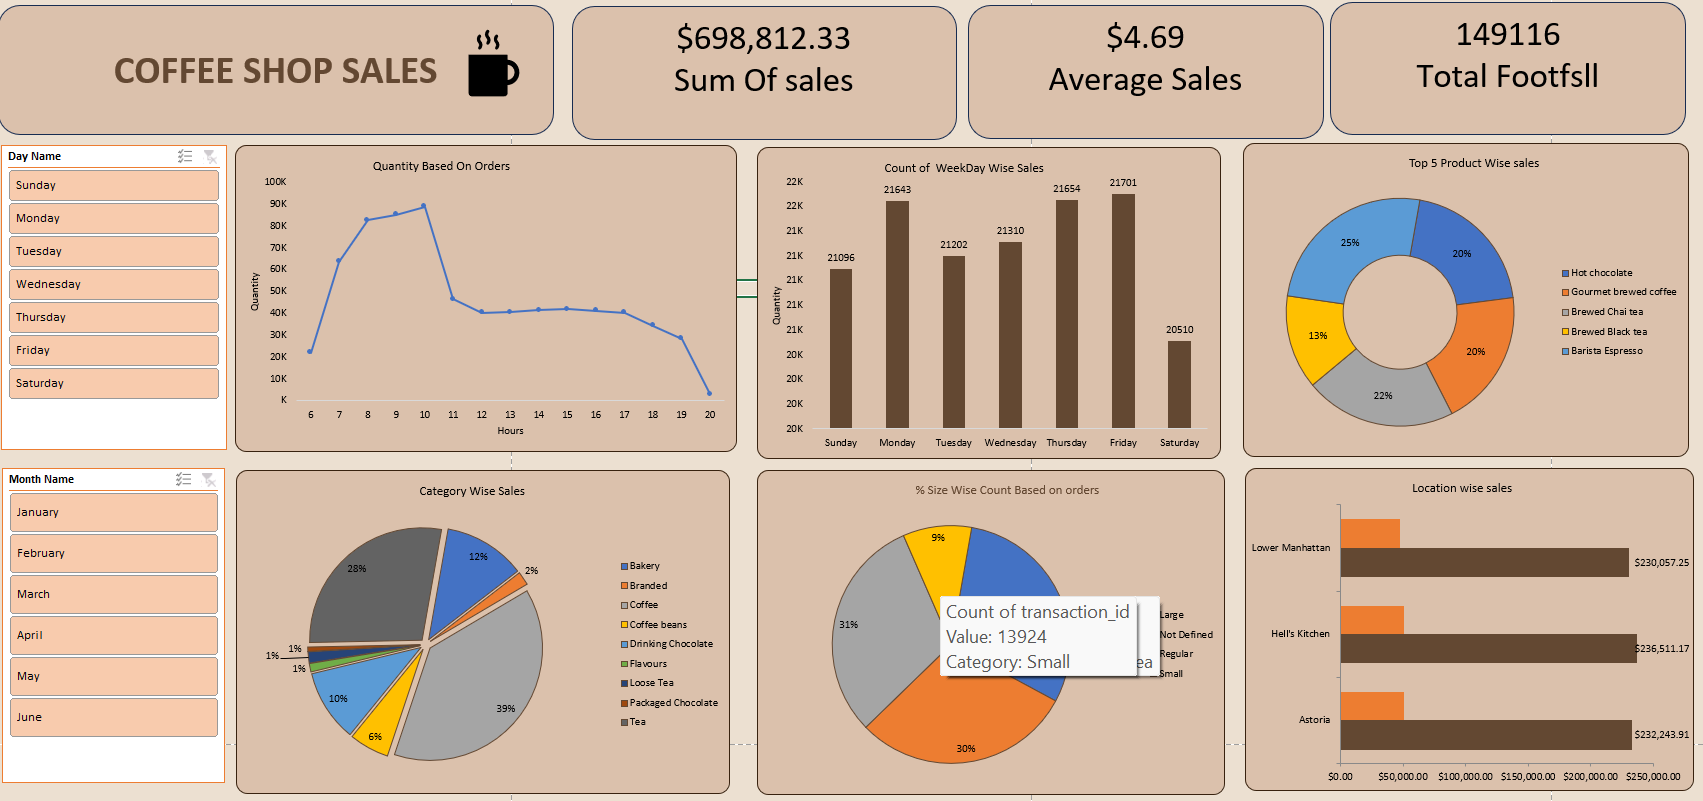 COFFEE SHOP SALES
$698,812.33
Sum Of sales
$4.69
Average Sales
149116
Total Footfsll
Day Name
Sunday
Monday
Tuesday
Wednesday
Thursday
Friday
Saturday
Quantity Based On Orders
100K
90K
80K
70K
60K
50K
40K
30K
20K
10K
K
Quantity
6 7 8 9 10 11 12 13 14 15 16 17 18 19 20
Hours
Count of WeekDay Wise Sales
22K
22K
21K
21K
21K
21K
21K
20K
20K
20K
20K
Quantity
21096
21643
21202
21310
21654
21701
20510
Sunday Monday Tuesday Wednesday Thursday Friday Saturday
Top 5 Product Wise sales
25%
20%
13%
20%
22%
Hot chocolate
Gourmet brewed coffee
Brewed Chai tea
Brewed Black tea
Barista Espresso
Month Name
January
February
March
April
May
June
Category Wise Sales
12%
2%
28%
1%
1%
1%
10%
6%
39%
Bakery
Branded
Coffee
Coffee beans
Drinking Chocolate
Flavours
Loose Tea
Packaged Chocolate
Tea
% Size Wise Count Based on orders
9%
31%
30%
Count of transaction_id
Value: 13924
Category: Small
ea
Large
Not Defined
Regular
Small
Location wise sales
Lower Manhattan
$230,057.25
Hell's Kitchen
$236,511.17
Astoria
$232,243.91
$0.00 $50,000.00 $100,000.00 $150,000.00 $200,000.00 $250,000.00